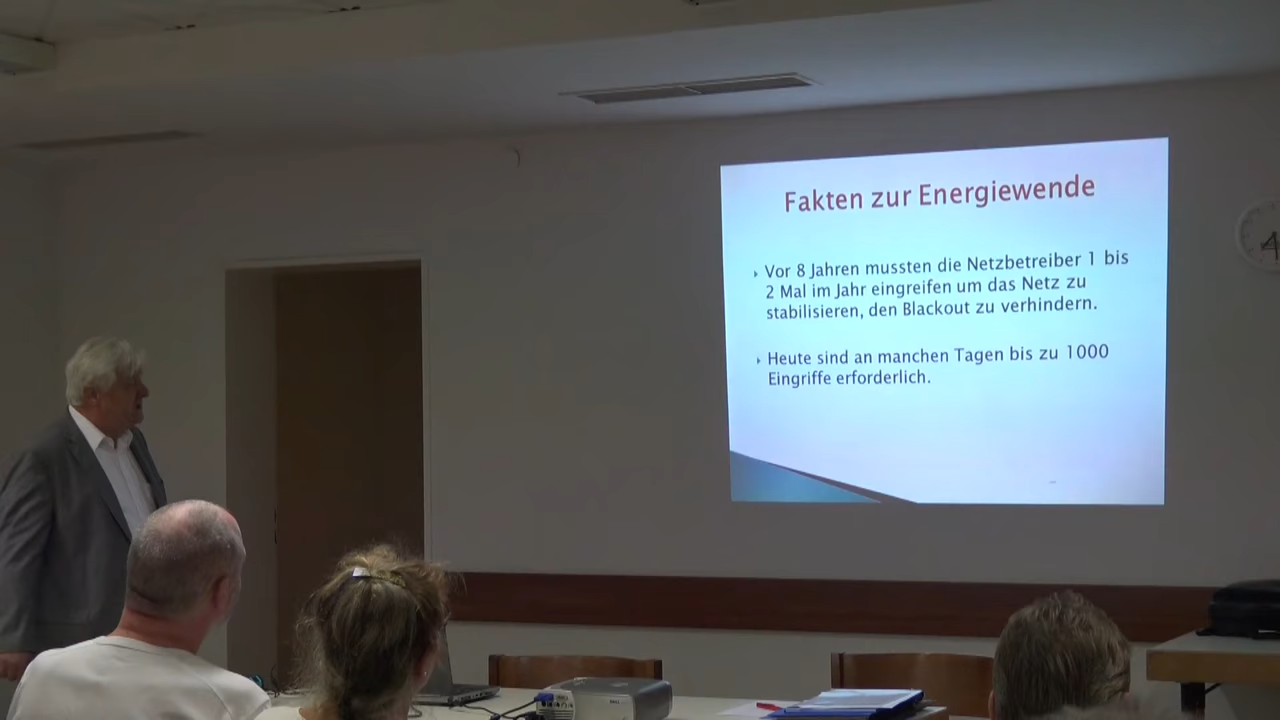 Fakten zur Energiewende
Vor 8 Jahren mussten die Netzbetreiber 1 bis
2 Mal im Jahr eingreifen um das Netz zu
stabilisieren, den Blackout zu verhindern.
Heute sind an manchen Tagen bis zu 1000
Eingriffe erforderlich.